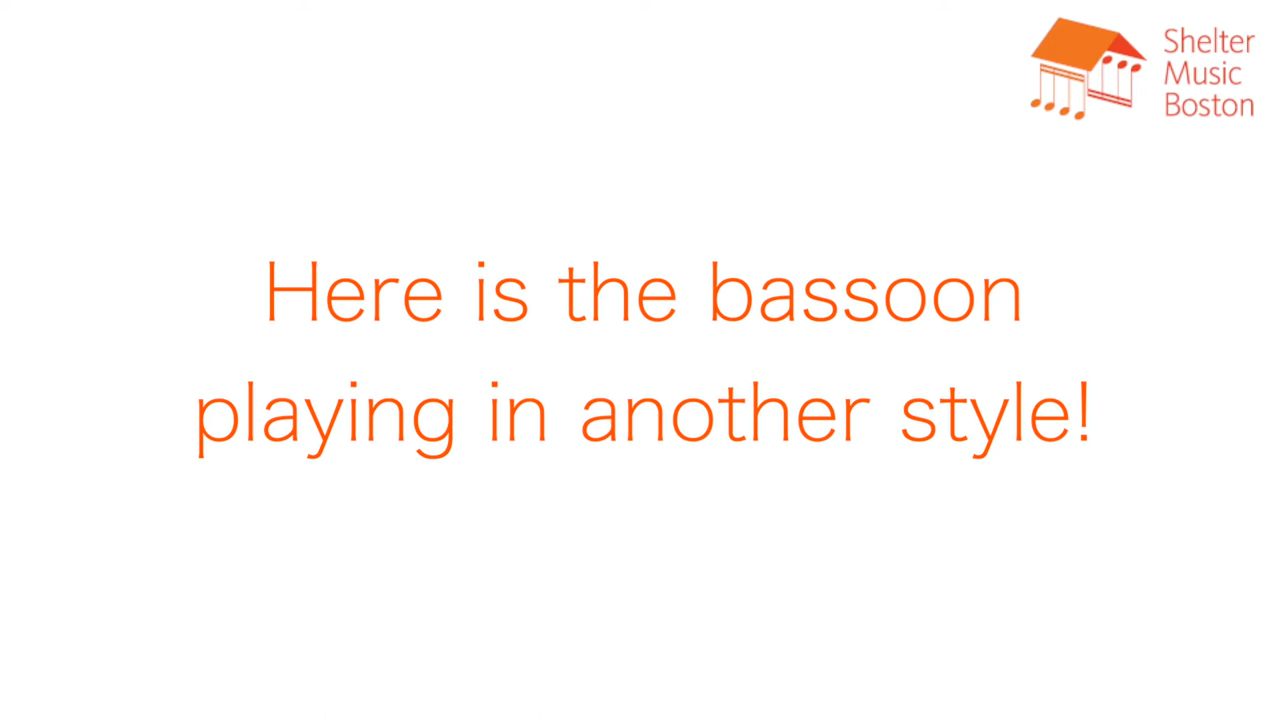 Shelter
Music
Boston
Here is the bassoon
playing in another style!